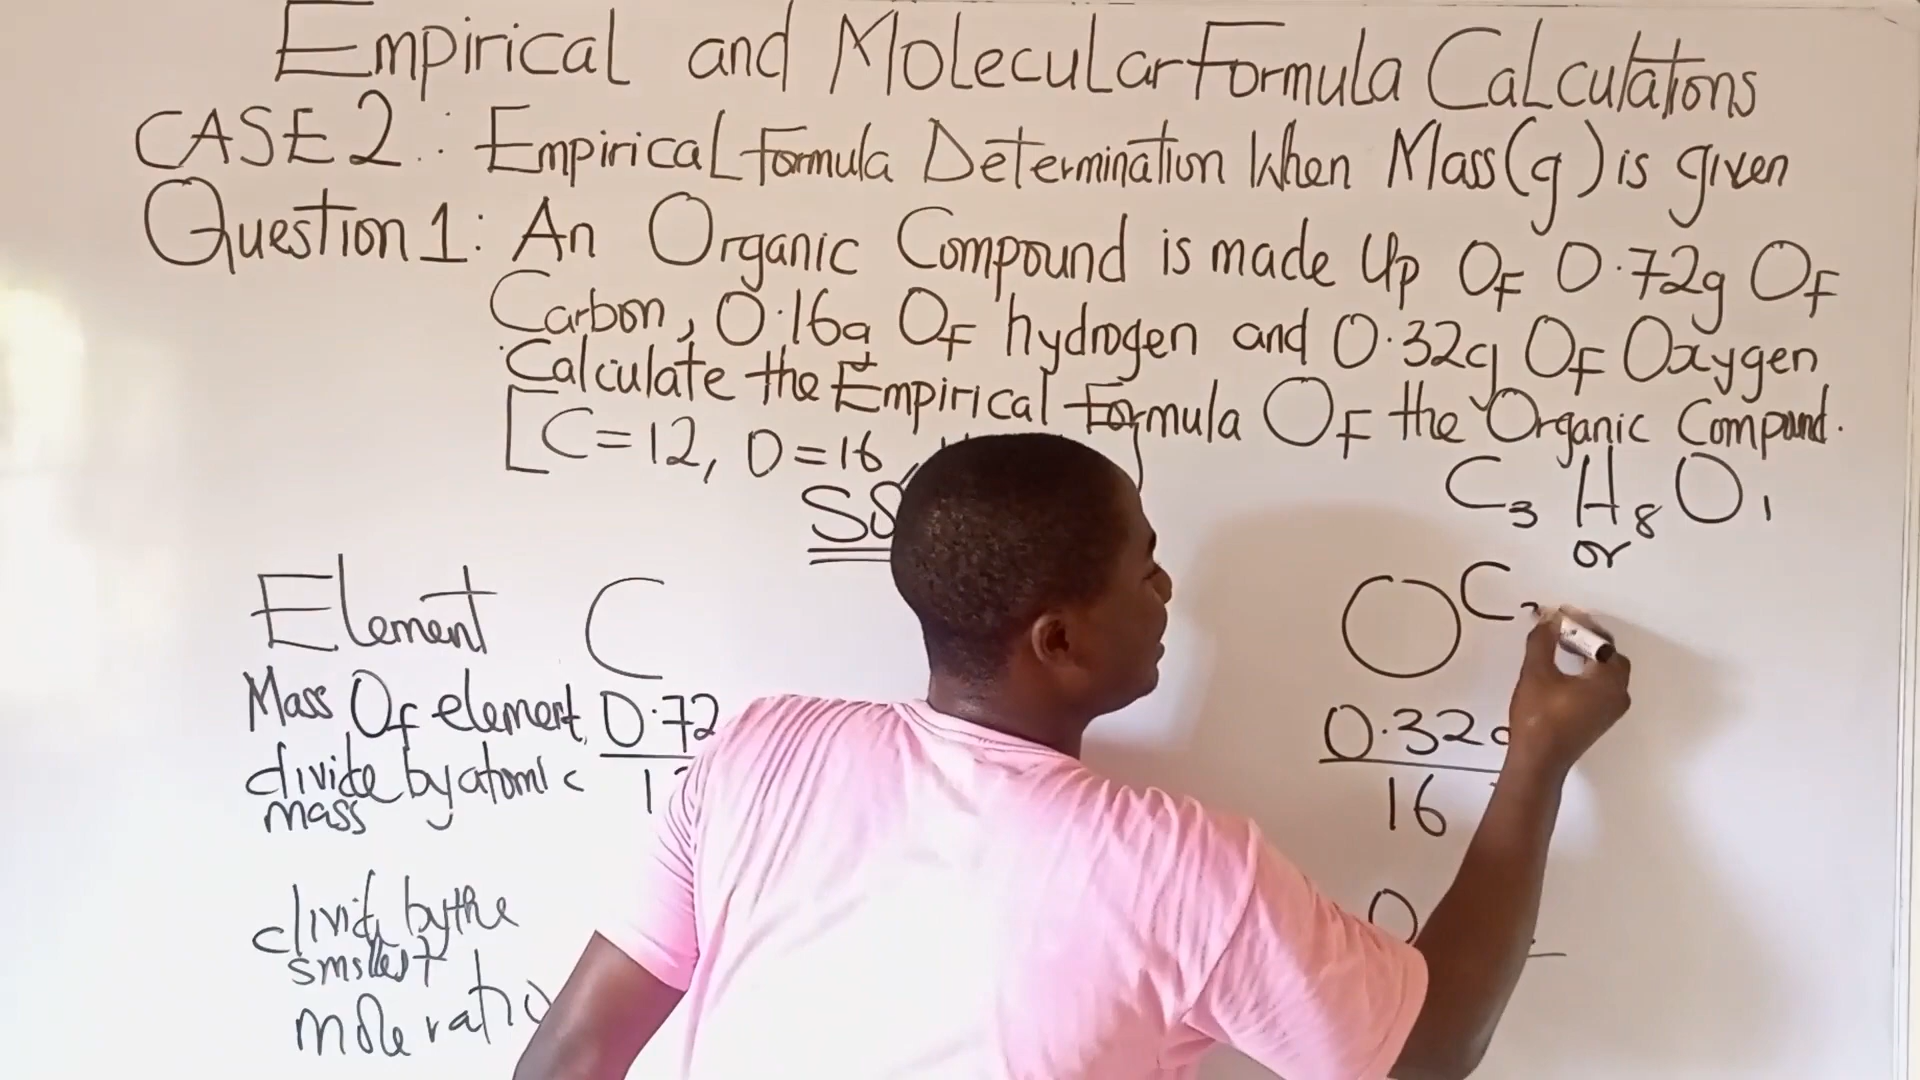 Empirical and Molecular Formula Calculations
CASE 2: Empirical Formula Determination When Mass(g) is given
Question 1: An Organic Compound is made Up Of 0.72g Of
Carbon, 0.16g Of hydrogen and 0.32g Of Oxygen
Calculate the Empirical Formula Of the Organic Compound.
[C=12, O=16
C3 H8 O1
or
C
Element C O
Mass Of element
divide by atomic
mass
0.72
0.32g
16
divide by the
smallest
mole ratio